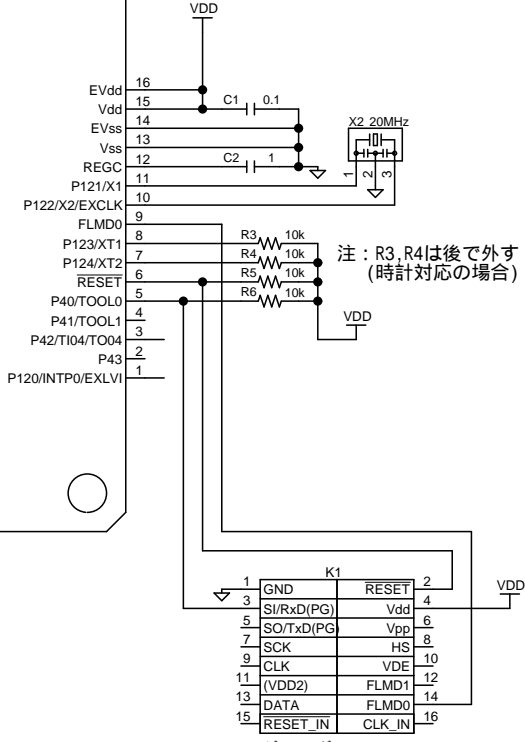 VDD
EVdd 16
Vdd 15 C1 0.1
EVss 14
Vss 13
REGC 12 C2 1
P121/X1 11
P122/X2/EXCLK 10
X2 20MHz
1 2 3
FLMD0 9
P123/XT1 8 R3 10k
P124/XT2 7 R4 10k
RESET 6 R5 10k
P40/TOOL0 5 R6 10k
P41/TOOL1 4
P42/TI04/TO04 3
P43 2
P120/INTP0/EXLVI 1
注：R3,R4は後で外す
(時計対応の場合)
VDD
K1
1 GND RESET 2
VDD
3 SI/RxD(PG) Vdd 4
5 SO/TxD(PG) Vpp 6
7 SCK HS 8
9 CLK VDE 10
11 (VDD2) FLMD1 12
13 DATA FLMD0 14
15 RESET_IN CLK_IN 16